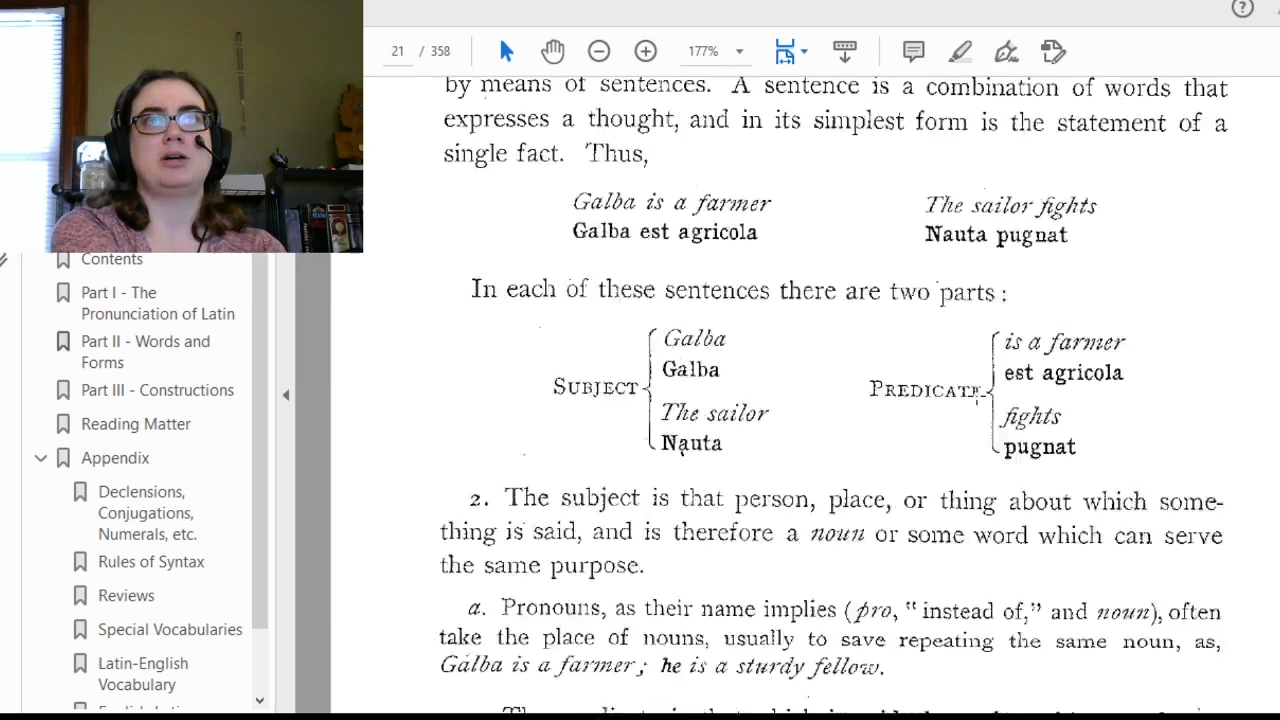 21 / 358
177%
by means of sentences. A sentence is a combination of words that
expresses a thought, and in its simplest form is the statement of a
single fact. Thus,
Galba is a farmer
The sailor fights
Galba est agricola
Nauta pugnat
In each of these sentences there are two parts :
SUBJECT
Galba
Galba
The sailor
Nauta
PREDICATE
is a farmer
est agricola
fights
pugnat
2. The subject is that person, place, or thing about which some-
thing is said, and is therefore a noun or some word which can serve
the same purpose.
a. Pronouns, as their name implies (pro, "instead of," and noun), often
take the place of nouns, usually to save repeating the same noun, as,
Galba is a farmer; he is a sturdy fellow.
Contents
Part I - The
Pronunciation of Latin
Part II - Words and
Forms
Part III - Constructions
Reading Matter
Appendix
Declensions,
Conjugations,
Numerals, etc.
Rules of Syntax
Reviews
Special Vocabularies
Latin-English
Vocabulary